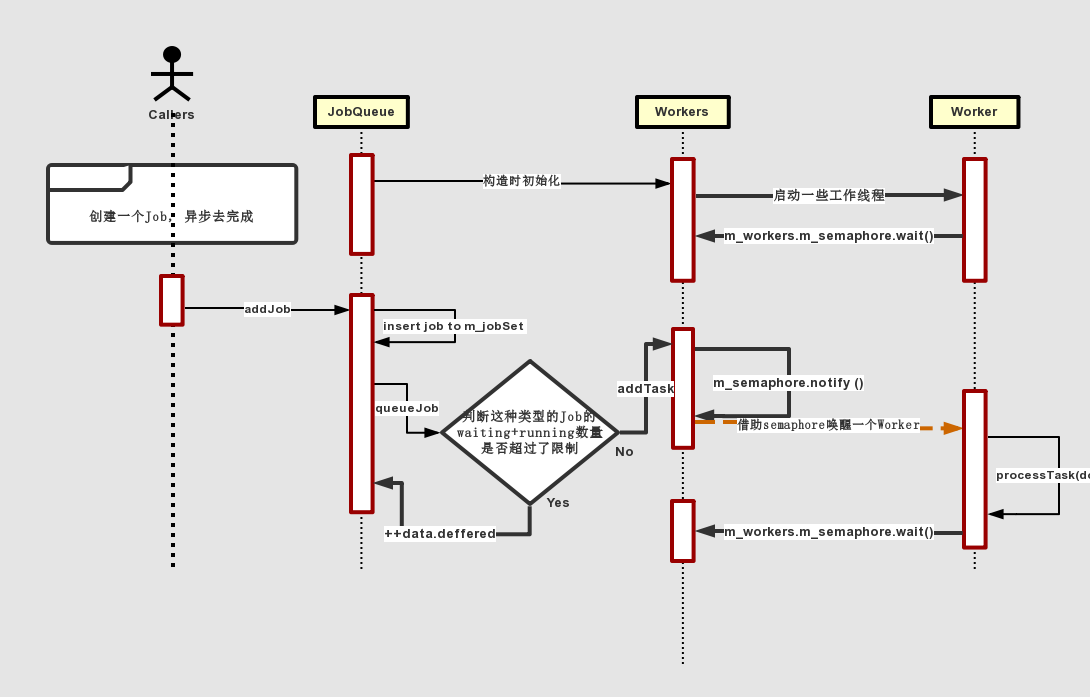 Callers
JobQueue
Workers
Worker
构造时初始化
启动一些工作线程
创建一个Job， 异步去完成
m_workers.m_semaphore.wait()
addJob
insert job to m_jobSet
addTask
m_semaphore.notify ()
queueJob
判断这种类型的Job的
waiting+running数量
是否超过了限制
借助semaphore唤醒一个Worker
No
processTask(
Yes
++data.deffered
m_workers.m_semaphore.wait()